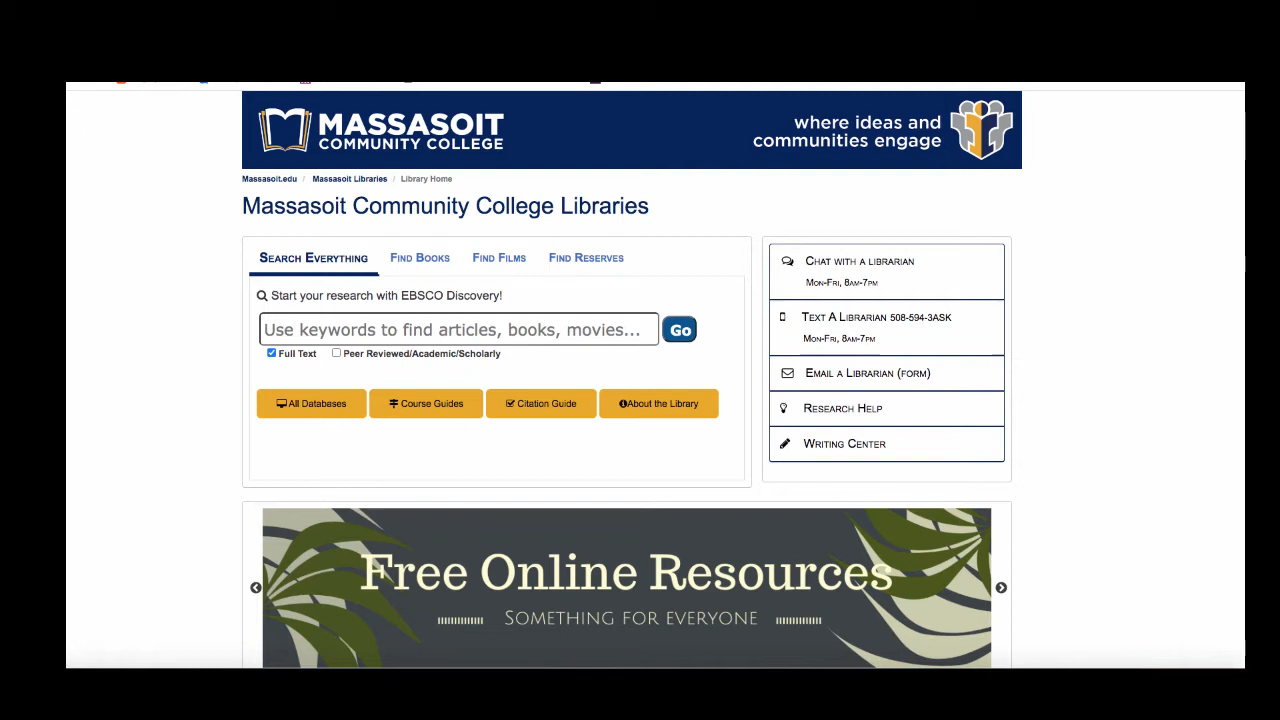 MASSASOIT
COMMUNITY COLLEGE
where ideas and
communities engage
Massasoit.edu / Massasoit Libraries / Library Home
Massasoit Community College Libraries
Search Everything Find Books Find Films Find Reserves
Start your research with EBSCO Discovery!
Use keywords to find articles, books, movies... Go
Full Text Peer Reviewed/Academic/Scholarly
All Databases Course Guides Citation Guide About the Library
Chat with a librarian
Mon-Fri, 8am-7pm
Text A Librarian 508-594-3ASK
Mon-Fri, 8am-7pm
Email a Librarian (form)
Research Help
Writing Center
Free Online Resources
Something for everyone